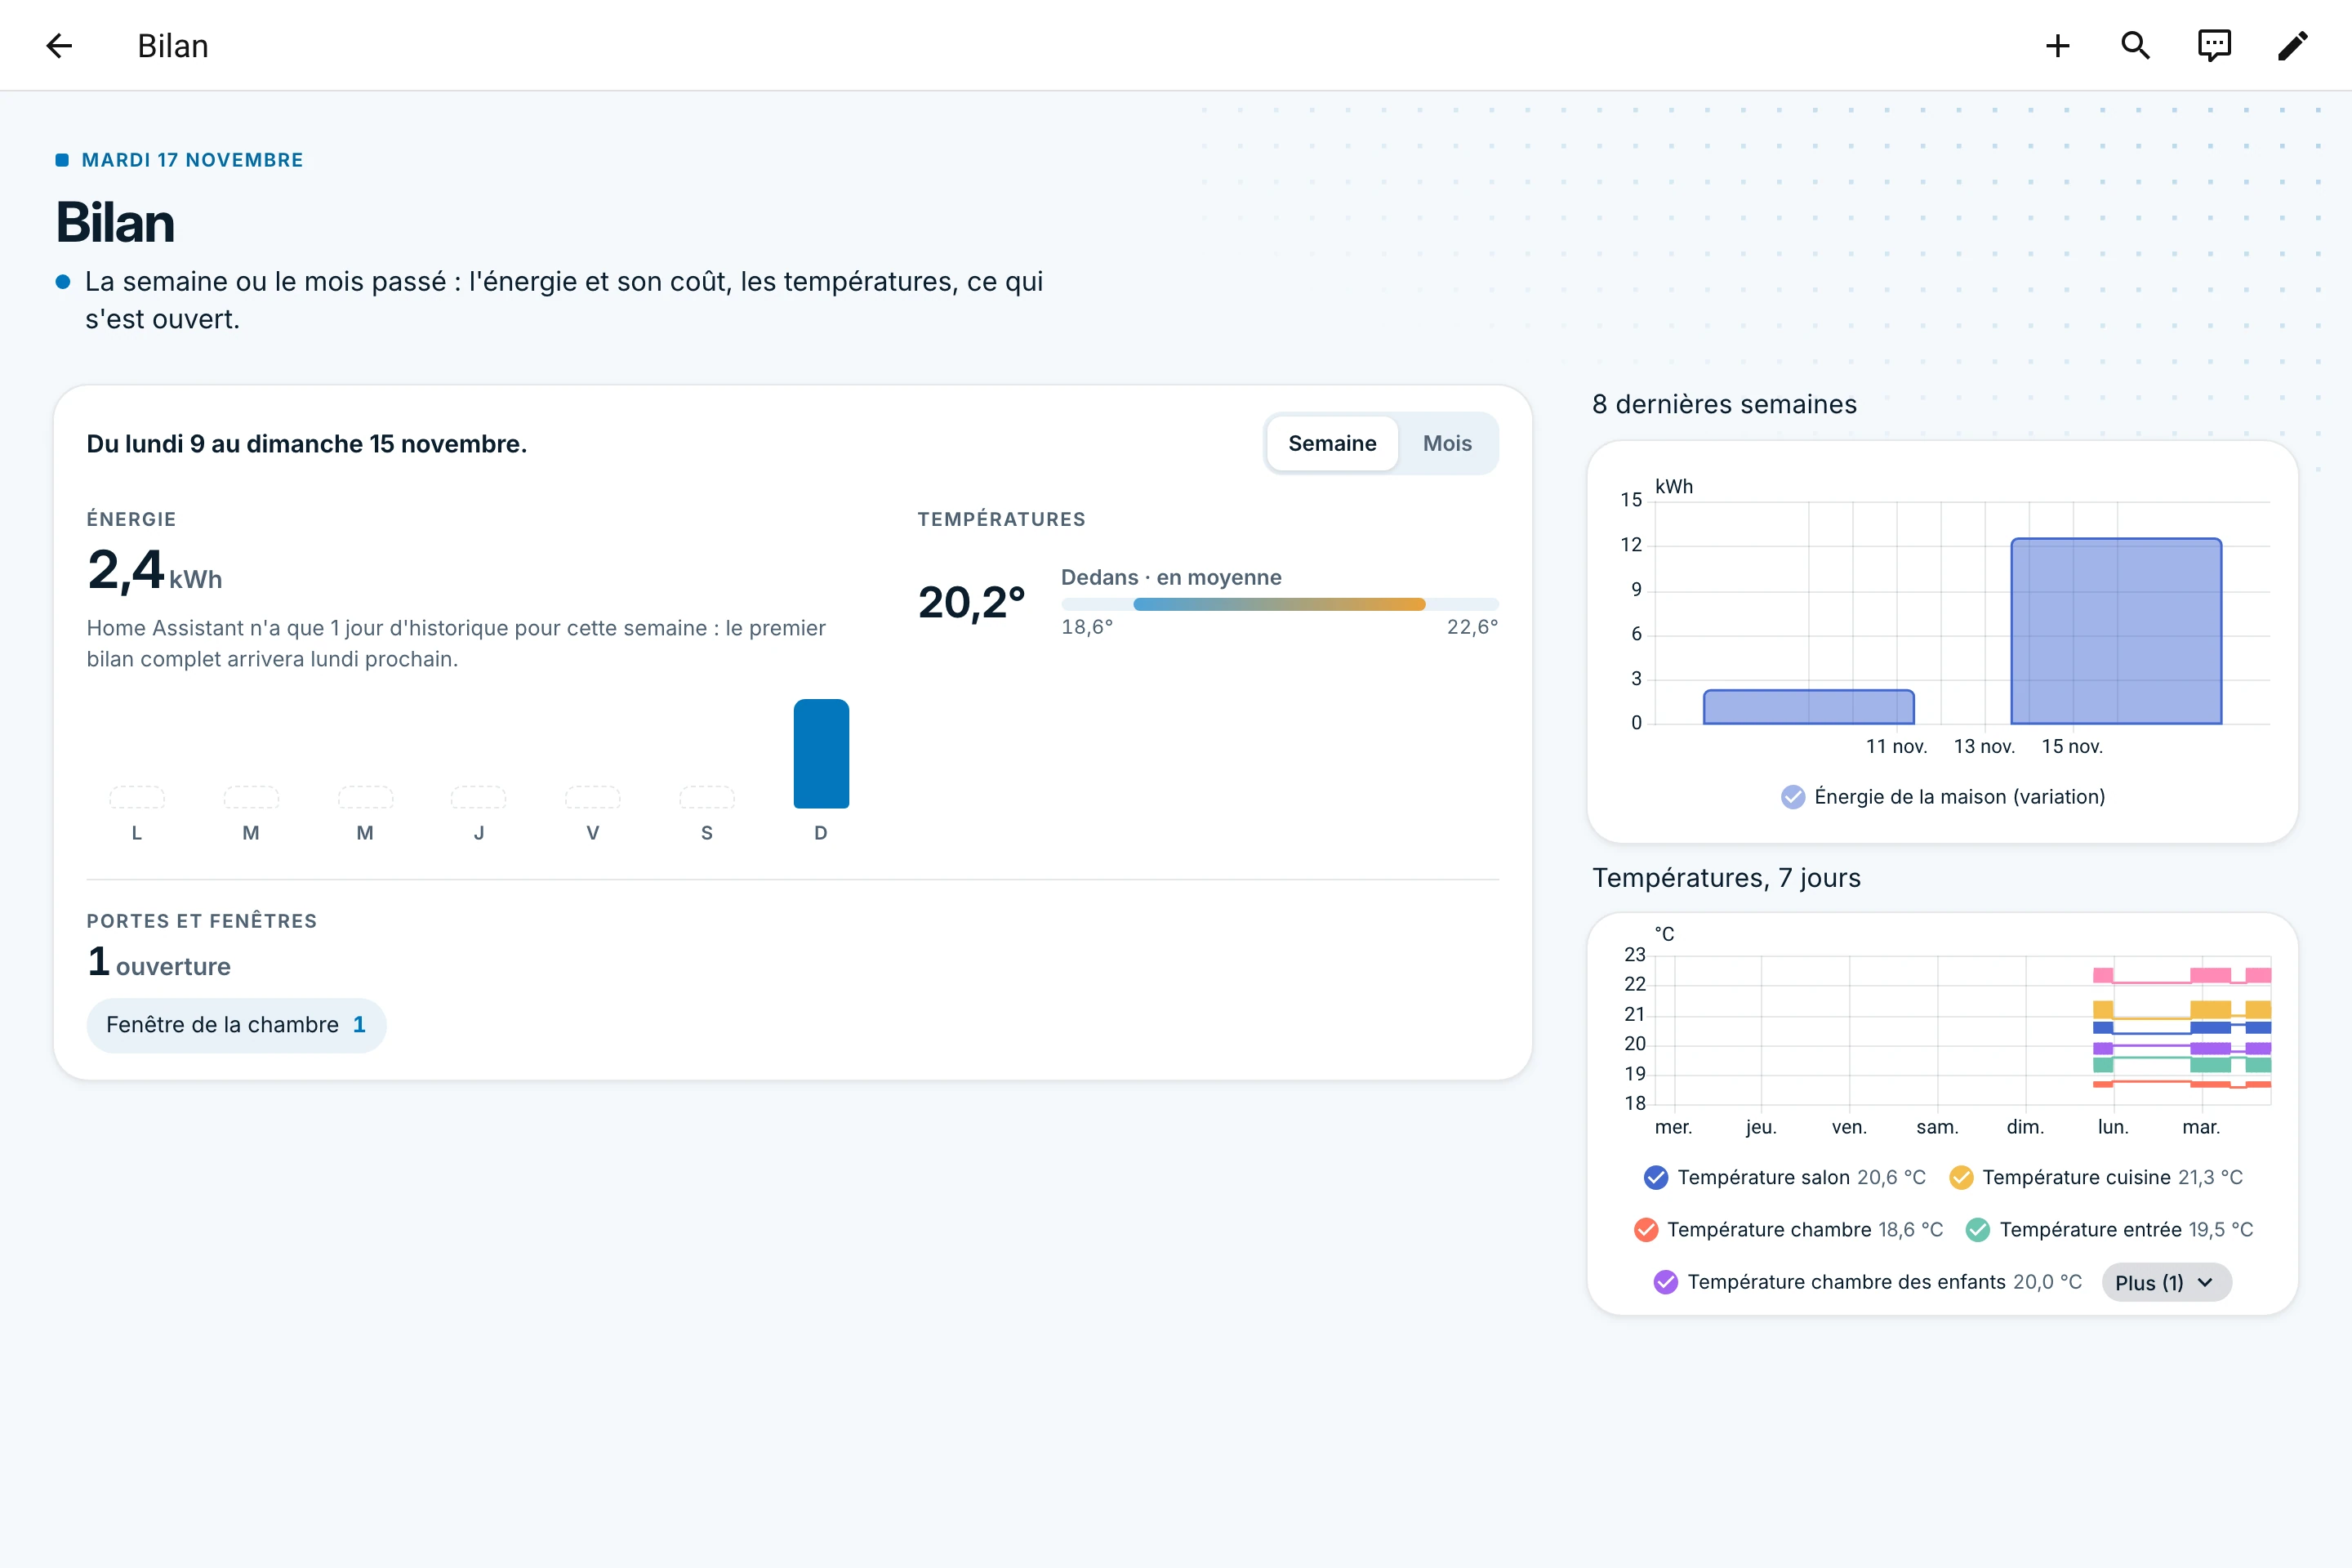 Bilan
MARDI 17 NOVEMBRE
Bilan
La semaine ou le mois passé : l'énergie et son coût, les températures, ce qui
s'est ouvert.
Du lundi 9 au dimanche 15 novembre.
Semaine
Mois
ÉNERGIE
2,4 kWh
Home Assistant n'a que 1 jour d'historique pour cette semaine : le premier
bilan complet arrivera lundi prochain.
L
M
M
J
V
S
D
TEMPÉRATURES
20,2°
Dedans · en moyenne
18,6°
22,6°
PORTES ET FENÊTRES
1 ouverture
Fenêtre de la chambre 1
8 dernières semaines
kWh
15
12
9
6
3
0
11 nov.
13 nov.
15 nov.
Énergie de la maison (variation)
Températures, 7 jours
°C
23
22
21
20
19
18
mer.
jeu.
ven.
sam.
dim.
lun.
mar.
Température salon 20,6 °C
Température cuisine 21,3 °C
Température chambre 18,6 °C
Température entrée 19,5 °C
Température chambre des enfants 20,0 °C
Plus (1)